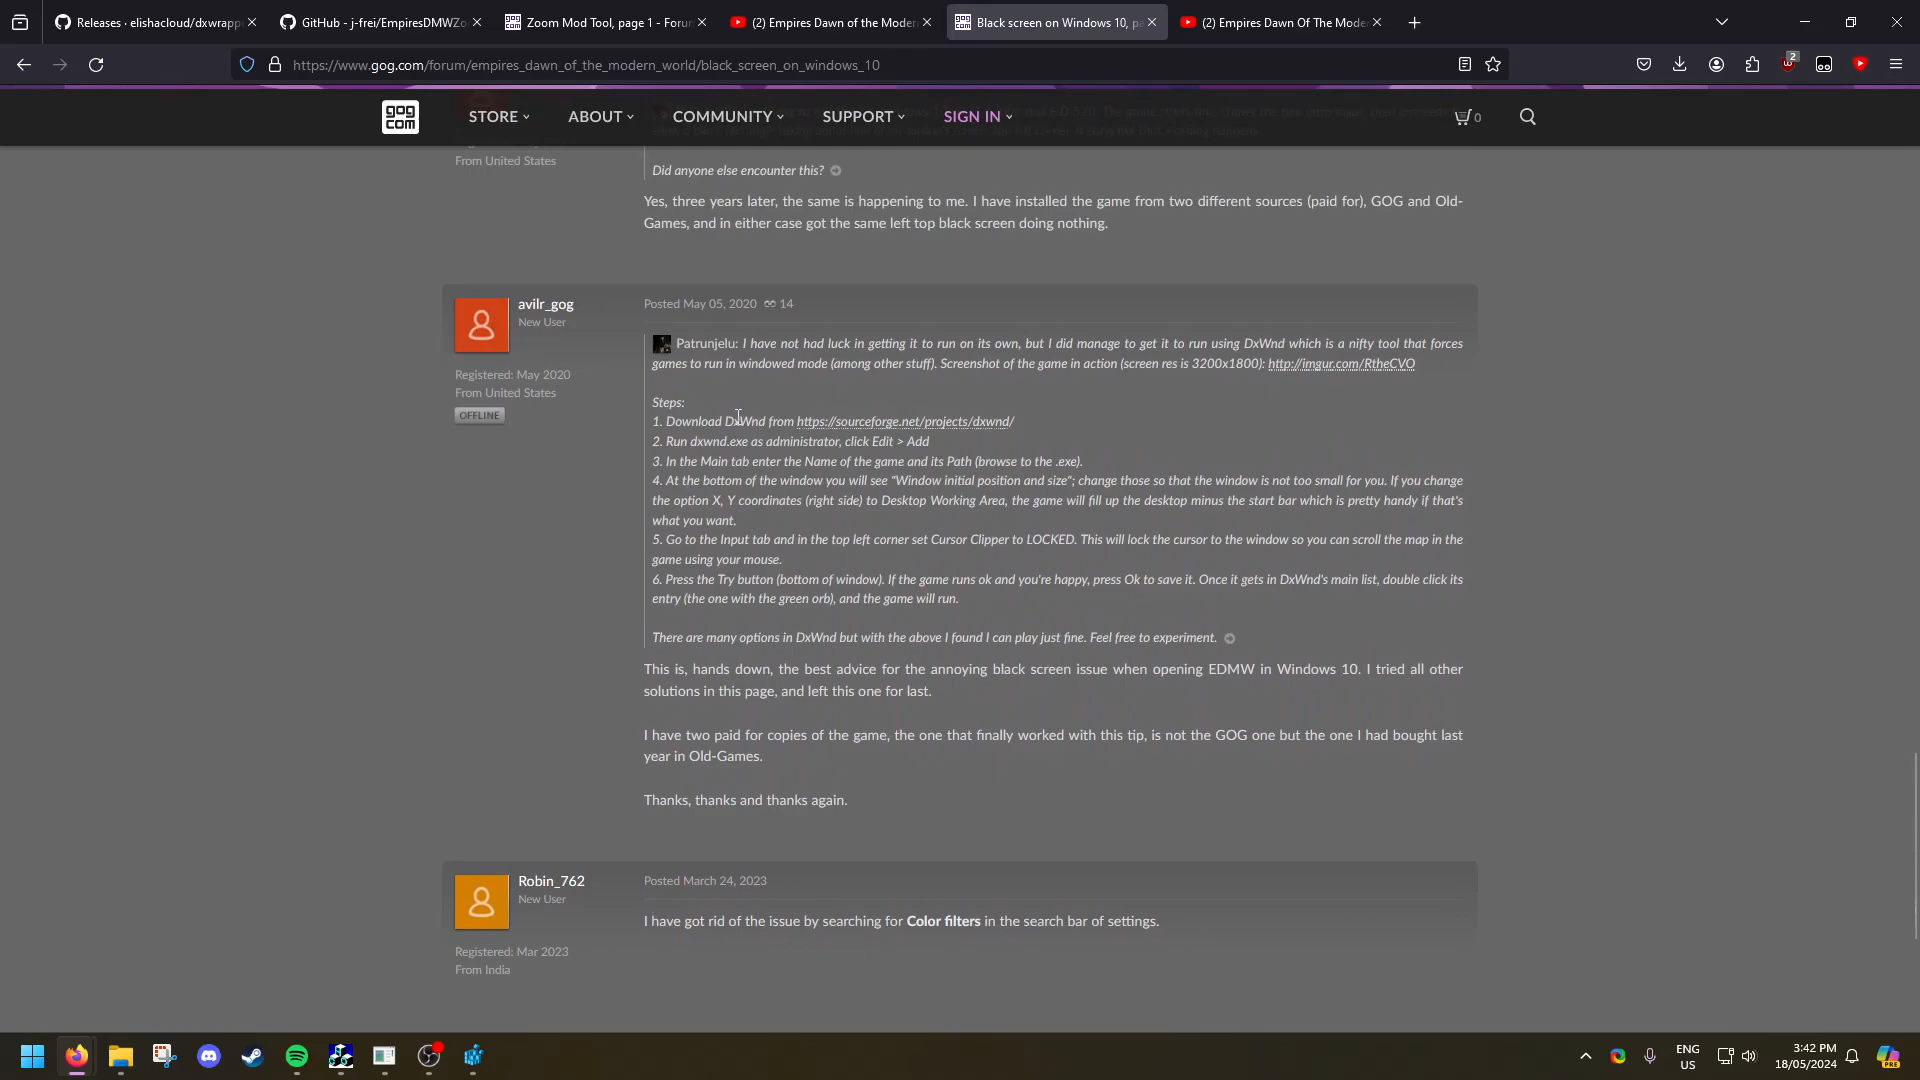 Releases · elishacloud/dxwrapp
GitHub - j-frei/EmpiresDMWZo
Zoom Mod Tool, page 1 - Forun
(2) Empires Dawn of the Moder
Black screen on Windows 10, pa
(2) Empires Dawn Of The Moder
https://www.gog.com/forum/empires_dawn_of_the_modern_world/black_screen_on_windows_10
2
gog
com
STORE
ABOUT
COMMUNITY
SUPPORT
SIGN IN
0
From United States
Did anyone else encounter this?
Yes, three years later, the same is happening to me. I have installed the game from two different sources (paid for), GOG and Old-
Games, and in either case got the same left top black screen doing nothing.
avilr_gog
New User
Registered: May 2020
From United States
OFFLINE
Posted May 05, 2020 14
Patrunjelu: I have not had luck in getting it to run on its own, but I did manage to get it to run using DxWnd which is a nifty tool that forces
games to run in windowed mode (among other stuff). Screenshot of the game in action (screen res is 3200x1800): http://imgur.com/RtheCVO
Steps:
1. Download DxWnd from https://sourceforge.net/projects/dxwnd/
2. Run dxwnd.exe as administrator, click Edit > Add
3. In the Main tab enter the Name of the game and its Path (browse to the .exe).
4. At the bottom of the window you will see "Window initial position and size"; change those so that the window is not too small for you. If you change
the option X, Y coordinates (right side) to Desktop Working Area, the game will fill up the desktop minus the start bar which is pretty handy if that's
what you want.
5. Go to the Input tab and in the top left corner set Cursor Clipper to LOCKED. This will lock the cursor to the window so you can scroll the map in the
game using your mouse.
6. Press the Try button (bottom of window). If the game runs ok and you're happy, press Ok to save it. Once it gets in DxWnd's main list, double click its
entry (the one with the green orb), and the game will run.
There are many options in DxWnd but with the above I found I can play just fine. Feel free to experiment.
This is, hands down, the best advice for the annoying black screen issue when opening EDMW in Windows 10. I tried all other
solutions in this page, and left this one for last.
I have two paid for copies of the game, the one that finally worked with this tip, is not the GOG one but the one I had bought last
year in Old-Games.
Thanks, thanks and thanks again.
Robin_762
New User
Registered: Mar 2023
From India
Posted March 24, 2023
I have got rid of the issue by searching for Color filters in the search bar of settings.
ENG
US
3:42 PM
18/05/2024
PRE